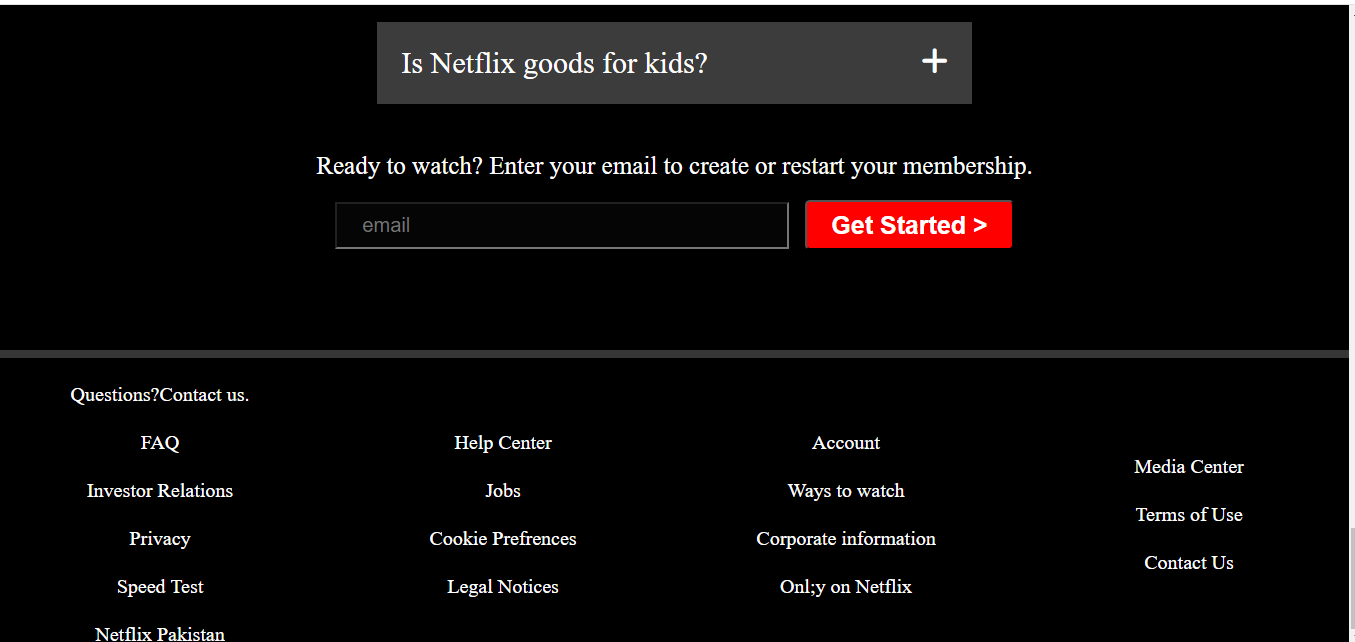 Is Netflix goods for kids?
Ready to watch? Enter your email to create or restart your membership.
email
Get Started >
Questions?Contact us.
FAQ
Investor Relations
Privacy
Speed Test
Netflix Pakistan
Help Center
Jobs
Cookie Prefrences
Legal Notices
Account
Ways to watch
Corporate information
Onl;y on Netflix
Media Center
Terms of Use
Contact Us